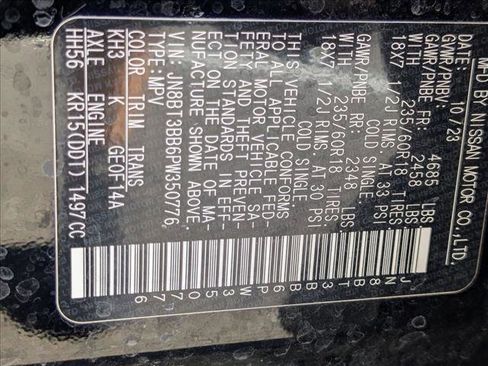 MFD BY NISSAN MOTOR CO.,LTD.
10/23
GVWR/PNBV: 4685 LBS.
GAWR/PNBE FR: 2458 LBS.
WITH 235/60R18 TIRES,
18X7 1/2J RIMS, AT 33 PSI
COLD SINGLE.
GAWR/PNBE RR: 2348 LBS.
WITH 235/60R18 TIRES,
18X7 1/2J RIMS, AT 30 PSI
COLD SINGLE.
THIS VEHICLE CONFORMS
TO ALL APPLICABLE FED-
ERAL MOTOR VEHICLE SA-
FETY AND THEFT PREVEN-
TION STANDARDS IN EFF-
ECT ON THE DATE OF MA-
NUFACTURE SHOWN ABOVE.
VIN: JN8BT3BB6PW350776
TYPE: MPV
JN8BT3BB6PW350776
COLOR TRIM TRANS
KH3 K GE0F14A
AXLE ENGINE
HH56 KR15(DDT) 1497CC